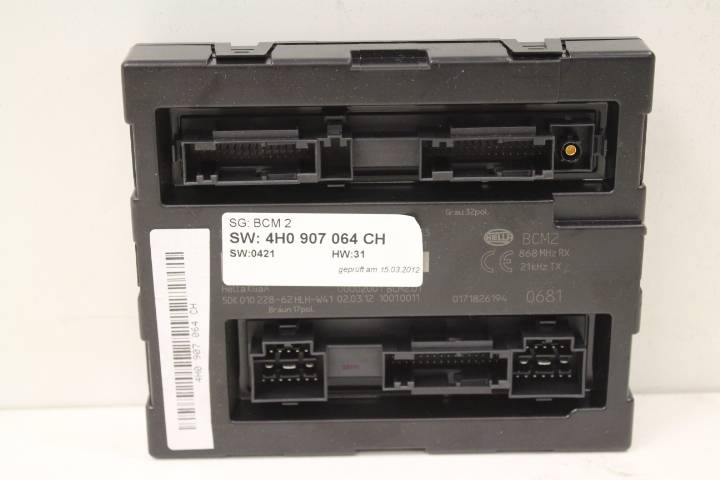 Grau 32pol.
SG: BCM 2
SW: 4H0 907 064 CH
SW:0421 HW:31
geprüft am 15.03.2012
HELLA BCM2
CE 868 MHz RX
21kHz TX
5DK 010 228-62 HLH-W41 02.03.12 10010011
0171826194 0681
Braun 17pol.
4H0 907 064 CH